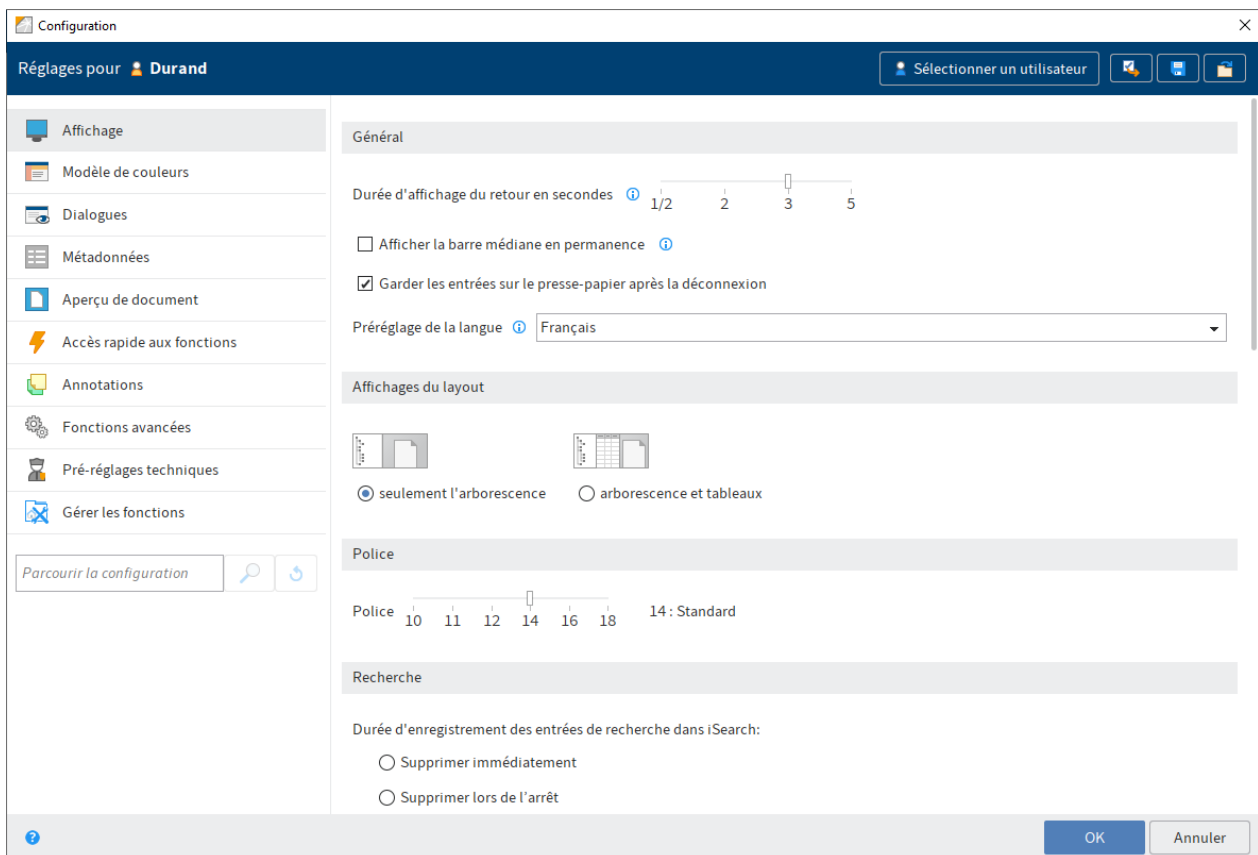 Configuration
Réglages pour Durand
Sélectionner un utilisateur
Affichage
Modèle de couleurs
Dialogues
Métadonnées
Aperçu de document
Accès rapide aux fonctions
Annotations
Fonctions avancées
Pré-réglages techniques
Gérer les fonctions
Parcourir la configuration
Général
Durée d'affichage du retour en secondes
1/2 2 3 5
Afficher la barre médiane en permanence
Garder les entrées sur le presse-papier après la déconnexion
Préréglage de la langue Français
Affichages du layout
seulement l'arborescence arborescence et tableaux
Police
Police 10 11 12 14 16 18 14 : Standard
Recherche
Durée d'enregistrement des entrées de recherche dans iSearch:
Supprimer immédiatement
Supprimer lors de l'arrêt
OK Annuler